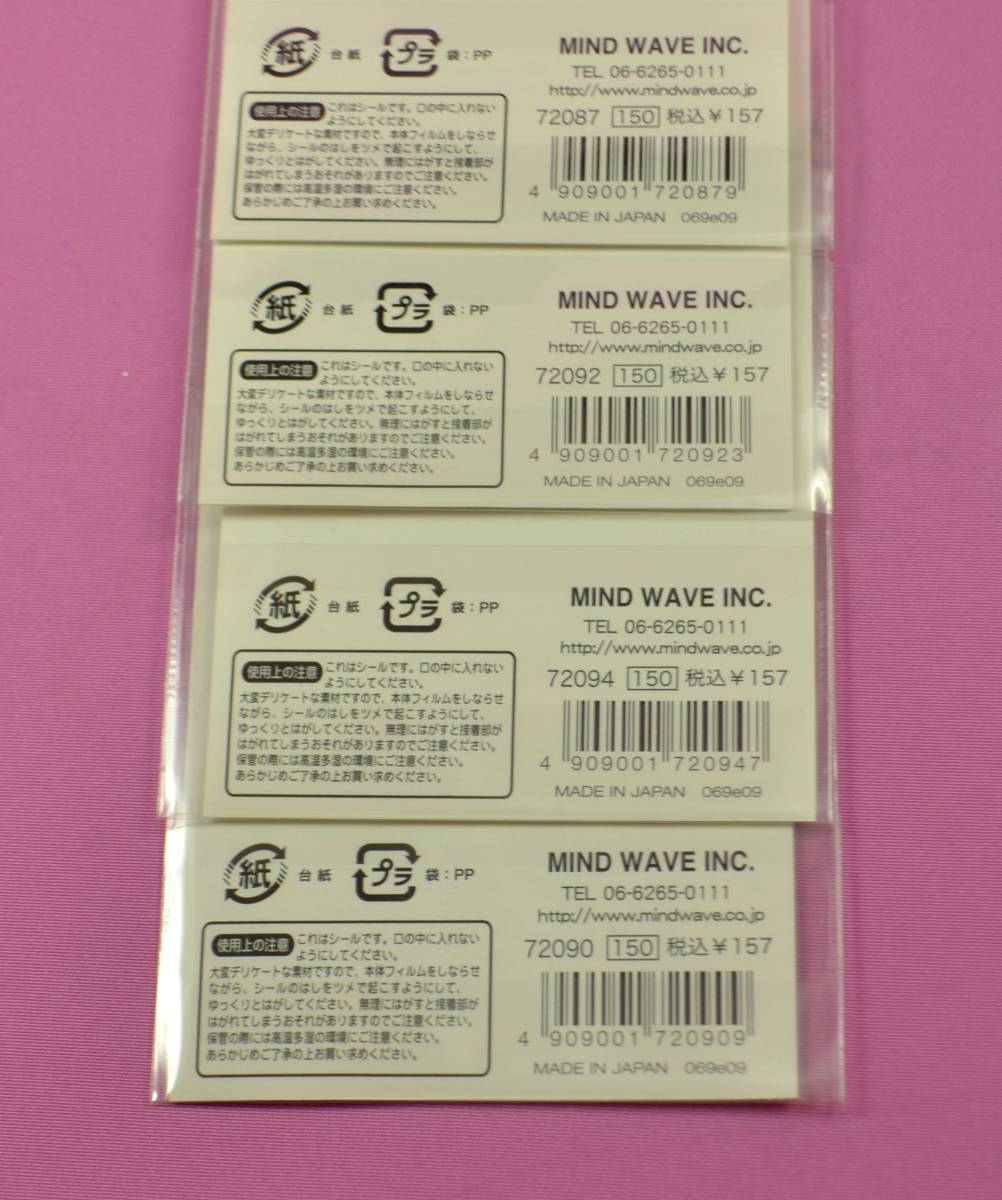 紙 台紙 プラ 袋：PP
使用上の注意 これはシールです。口の中に入れない
ようにしてください。
大変デリケートな素材ですので、本体フィルムをしならせ
ながら、シールのはしをツメで起こすようにして、
ゆっくりとはがしてください。無理にはがすと接着部が
はがれてしまうおそれがありますのでご注意ください。
保管の際には高温多湿の環境にご注意ください。
あらかじめご了承の上お買い求めください。
MIND WAVE INC.
TEL 06-6265-0111
http://www.mindwave.co.jp
72087 150 税込￥157
4 909001 720879
MADE IN JAPAN 069e09
紙 台紙 プラ 袋：PP
使用上の注意 これはシールです。口の中に入れない
ようにしてください。
大変デリケートな素材ですので、本体フィルムをしならせ
ながら、シールのはしをツメで起こすようにして、
ゆっくりとはがしてください。無理にはがすと接着部が
はがれてしまうおそれがありますのでご注意ください。
保管の際には高温多湿の環境にご注意ください。
あらかじめご了承の上お買い求めください。
MIND WAVE INC.
TEL 06-6265-0111
http://www.mindwave.co.jp
72092 150 税込￥157
4 909001 720923
MADE IN JAPAN 069e09
紙 台紙 プラ 袋：PP
使用上の注意 これはシールです。口の中に入れない
ようにしてください。
大変デリケートな素材ですので、本体フィルムをしならせ
ながら、シールのはしをツメで起こすようにして、
ゆっくりとはがしてください。無理にはがすと接着部が
はがれてしまうおそれがありますのでご注意ください。
保管の際には高温多湿の環境にご注意ください。
あらかじめご了承の上お買い求めください。
MIND WAVE INC.
TEL 06-6265-0111
http://www.mindwave.co.jp
72094 150 税込￥157
4 909001 720947
MADE IN JAPAN 069e09
紙 台紙 プラ 袋：PP
使用上の注意 これはシールです。口の中に入れない
ようにしてください。
大変デリケートな素材ですので、本体フィルムをしならせ
ながら、シールのはしをツメで起こすようにして、
ゆっくりとはがしてください。無理にはがすと接着部が
はがれてしまうおそれがありますのでご注意ください。
保管の際には高温多湿の環境にご注意ください。
あらかじめご了承の上お買い求めください。
MIND WAVE INC.
TEL 06-6265-0111
http://www.mindwave.co.jp
72090 150 税込￥157
4 909001 720909
MADE IN JAPAN 069e09